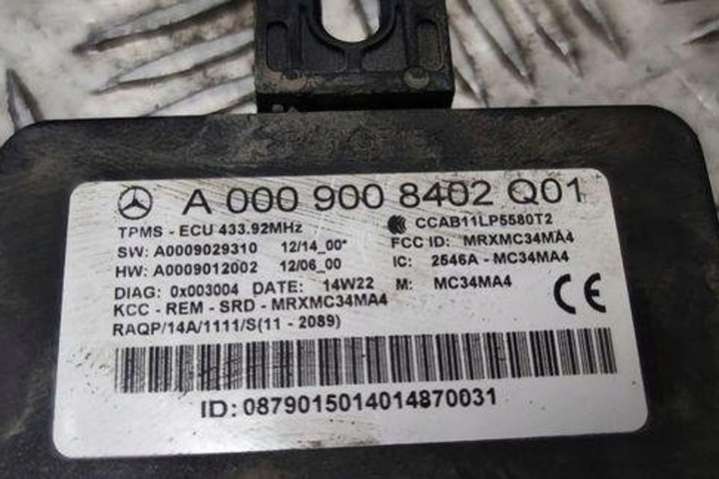 A 000 900 8402 Q01
TPMS - ECU 433.92MHz CCAB11LP5580T2
SW: A0009029310 12/14_00 FCC ID: MRXMC34MA4
HW: A0009012002 12/06_00 IC: 2546A - MC34MA4
DIAG: 0x003004 DATE: 14W22 M: MC34MA4
KCC - REM - SRD - MRXMC34MA4
RAQP/14A/1111/S(11 - 2089)
CE
ID: 0879015014014870031